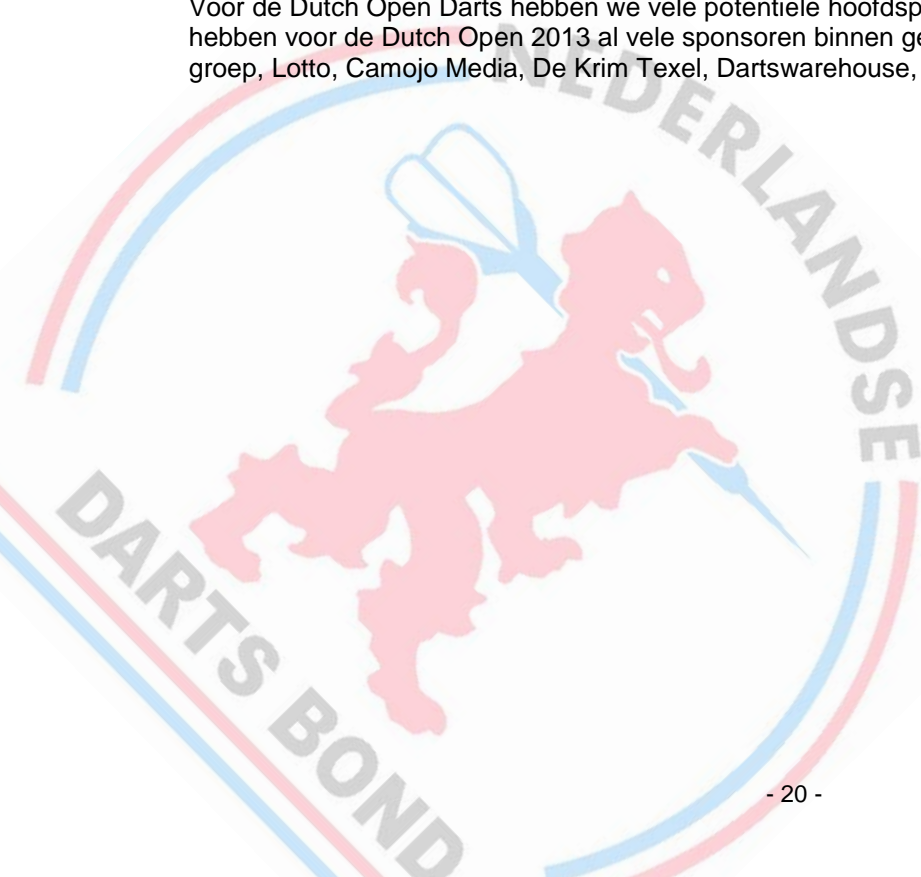 Voor de Dutch Open Darts hebben we vele potentiële hoofdsp
hebben voor de Dutch Open 2013 al vele sponsoren binnen ge
groep, Lotto, Camojo Media, De Krim Texel, Dartswarehouse,
NEDERLANDSE
DARTS BOND
- 20 -